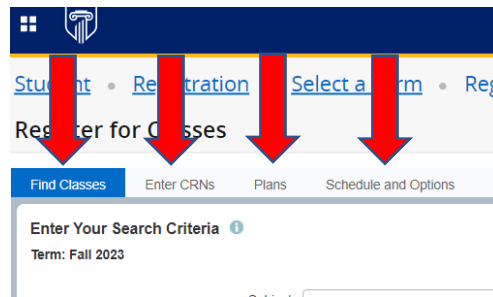 Student • Registration • Select a Term • Reg
Register for Classes
Find Classes Enter CRNs Plans Schedule and Options
Enter Your Search Criteria
Term: Fall 2023